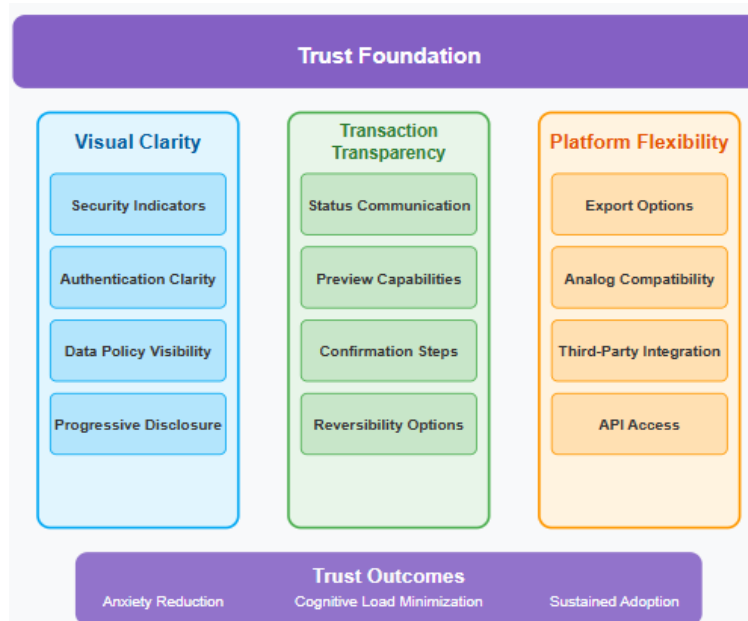 Trust Foundation
Visual Clarity
Security Indicators
Authentication Clarity
Data Policy Visibility
Progressive Disclosure
Transaction
Transparency
Status Communication
Preview Capabilities
Confirmation Steps
Reversibility Options
Platform Flexibility
Export Options
Analog Compatibility
Third-Party Integration
API Access
Trust Outcomes
Anxiety Reduction
Cognitive Load Minimization
Sustained Adoption